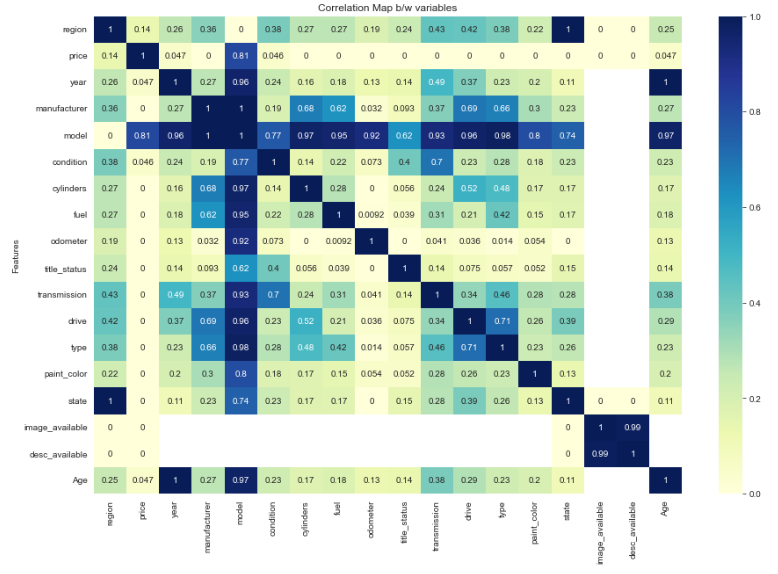 Correlation Map b/w variables
region 1 0.14 0.26 0.36 0 0.38 0.27 0.27 0.19 0.24 0.43 0.42 0.38 0.22 1 0 0 0.25
price 0.14 1 0.047 0 0.81 0.046 0 0 0 0 0 0 0 0 0 0 0 0.047
year 0.26 0.047 1 0.27 0.96 0.24 0.16 0.18 0.13 0.24 0.49 0.37 0.23 0.2 0.11 1
manufacturer 0.36 0 0.27 1 1 0.19 0.68 0.62 0.032 0.093 0.37 0.69 0.66 0.3 0.23 0.27
model 0 0.81 0.96 1 1 0.77 0.97 0.95 0.92 0.62 0.93 0.96 0.98 0.8 0.74 0.97
condition 0.38 0.046 0.24 0.19 0.77 1 0.14 0.22 0.073 0.4 0.7 0.23 0.28 0.18 0.23 0.23
cylinders 0.27 0 0.16 0.68 0.97 0.14 1 0.28 0 0.056 0.24 0.52 0.48 0.17 0.17 0.17
fuel 0.27 0 0.18 0.62 0.95 0.22 0.28 1 0.0092 0.039 0.31 0.21 0.42 0.15 0.17 0.18
odometer 0.19 0 0.13 0.032 0.92 0.073 0 0.0092 1 0 0.041 0.036 0.014 0.054 0 0.13
title_status 0.24 0 0.14 0.093 0.62 0.4 0.056 0.039 0 1 0.14 0.075 0.057 0.052 0.15 0.14
transmission 0.43 0 0.49 0.37 0.93 0.7 0.24 0.31 0.041 0.14 1 0.34 0.46 0.28 0.28 0.38
drive 0.42 0 0.37 0.69 0.96 0.23 0.52 0.21 0.036 0.075 0.34 1 0.71 0.26 0.39 0.29
type 0.38 0 0.23 0.66 0.98 0.28 0.48 0.42 0.014 0.057 0.46 0.71 1 0.23 0.26 0.23
paint_color 0.22 0 0.2 0.3 0.8 0.18 0.17 0.15 0.054 0.052 0.28 0.26 0.23 1 0.13 0.2
state 1 0 0.11 0.23 0.74 0.23 0.17 0.17 0 0.15 0.28 0.39 0.26 0.13 1 0 0 0.11
image_available 0 0 0 1 0.99
desc_available 0 0 0 0.99 1
Age 0.25 0.047 1 0.27 0.97 0.23 0.17 0.18 0.13 0.14 0.38 0.29 0.23 0.2 0.11 1
Features
region price year manufacturer model condition cylinders fuel odometer title_status transmission drive type paint_color state image_available desc_available Age
1.0
0.8
0.6
0.4
0.2
0.0